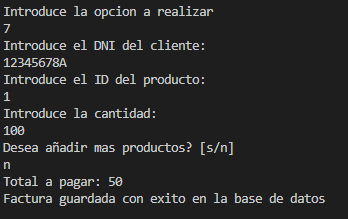 Introduce la opcion a realizar
7
Introduce el DNI del cliente:
12345678A
Introduce el ID del producto:
1
Introduce la cantidad:
100
Desea añadir mas productos? [s/n]
n
Total a pagar: 50
Factura guardada con exito en la base de datos